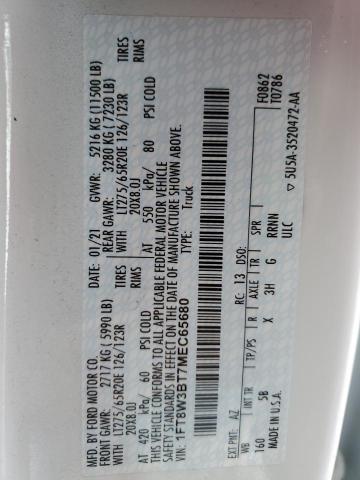 MFD. BY FORD MOTOR CO.
DATE: 01/21 GVWR: 5216 KG (11500 LB)
FRONT GAWR: 2717 KG (5990 LB) REAR GAWR: 3280 KG (7230 LB)
WITH LT275/65R20E 126/123R TIRES WITH LT275/65R20E 126/123R TIRES
20X8.0J RIMS 20X8.0J RIMS
AT 420 kPa/ 60 PSI COLD AT 550 kPa/ 80 PSI COLD
THIS VEHICLE CONFORMS TO ALL APPLICABLE FEDERAL MOTOR VEHICLE
SAFETY STANDARDS IN EFFECT ON THE DATE OF MANUFACTURE SHOWN ABOVE.
VIN: 1FT8W3BT7MEC65680 TYPE: Truck
F0862
T0786
EXT PNT: AZ RC: 13 DSO:
WB INT TR TP/PS R AXLE TR SPR
160 5B X 3H G RRNN
ULC
MADE IN U.S.A. ▽ 5U5A-3520472-AA